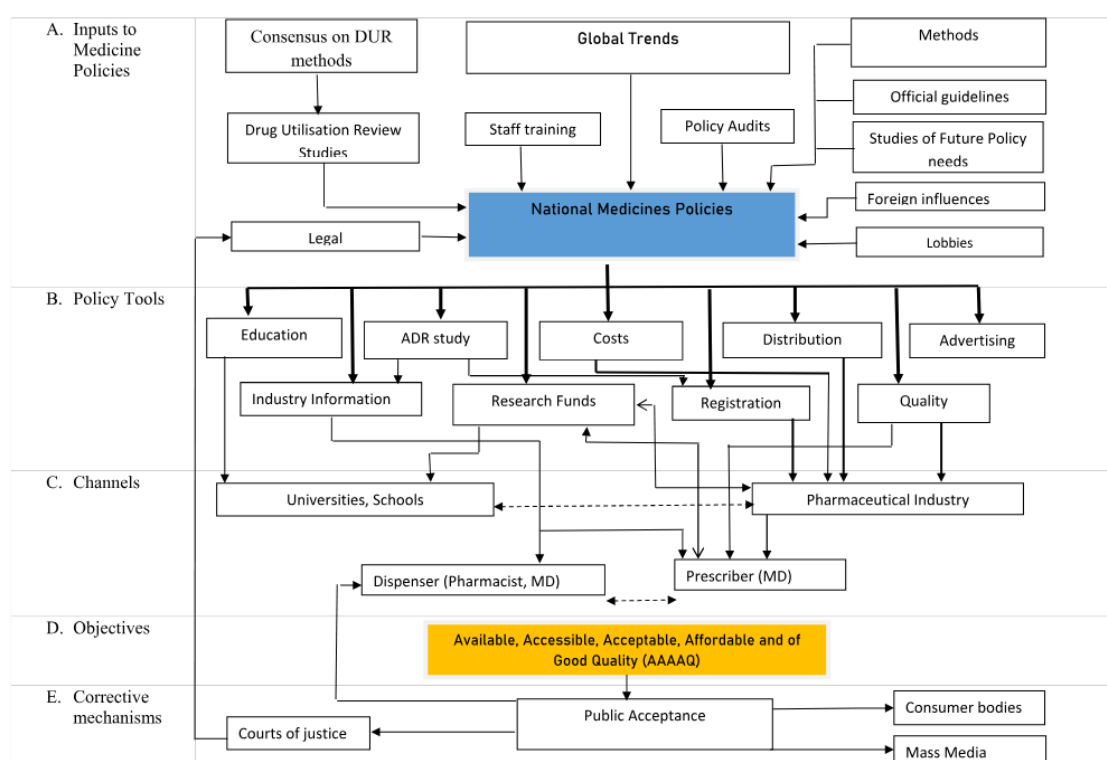 A. Inputs to
Medicine
Policies
Consensus on DUR
methods
Global Trends
Methods
Official guidelines
Drug Utilisation Review
Studies
Staff training
Policy Audits
Studies of Future Policy
needs
National Medicines Policies
Foreign influences
Legal
Lobbies
B. Policy Tools
Education
ADR study
Costs
Distribution
Advertising
Industry Information
Research Funds
Registration
Quality
C. Channels
Universities, Schools
Pharmaceutical Industry
Dispenser (Pharmacist, MD)
Prescriber (MD)
D. Objectives
Available, Accessible, Acceptable, Affordable and of
Good Quality (AAAAQ)
E. Corrective
mechanisms
Public Acceptance
Consumer bodies
Courts of justice
Mass Media